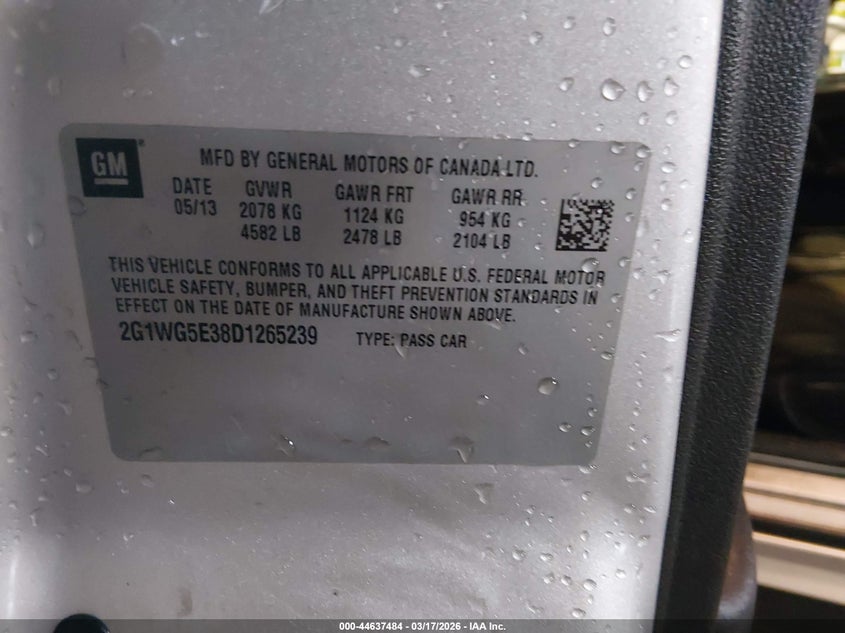 GM
MFD BY GENERAL MOTORS OF CANADA LTD.
DATE GVWR GAWR FRT GAWR RR
05/13 2078 KG 1124 KG 954 KG
4582 LB 2478 LB 2104 LB
THIS VEHICLE CONFORMS TO ALL APPLICABLE U.S. FEDERAL MOTOR
VEHICLE SAFETY, BUMPER, AND THEFT PREVENTION STANDARDS IN
EFFECT ON THE DATE OF MANUFACTURE SHOWN ABOVE.
2G1WG5E38D1265239 TYPE: PASS CAR
000-44637484 - 03/17/2026 - IAA Inc.